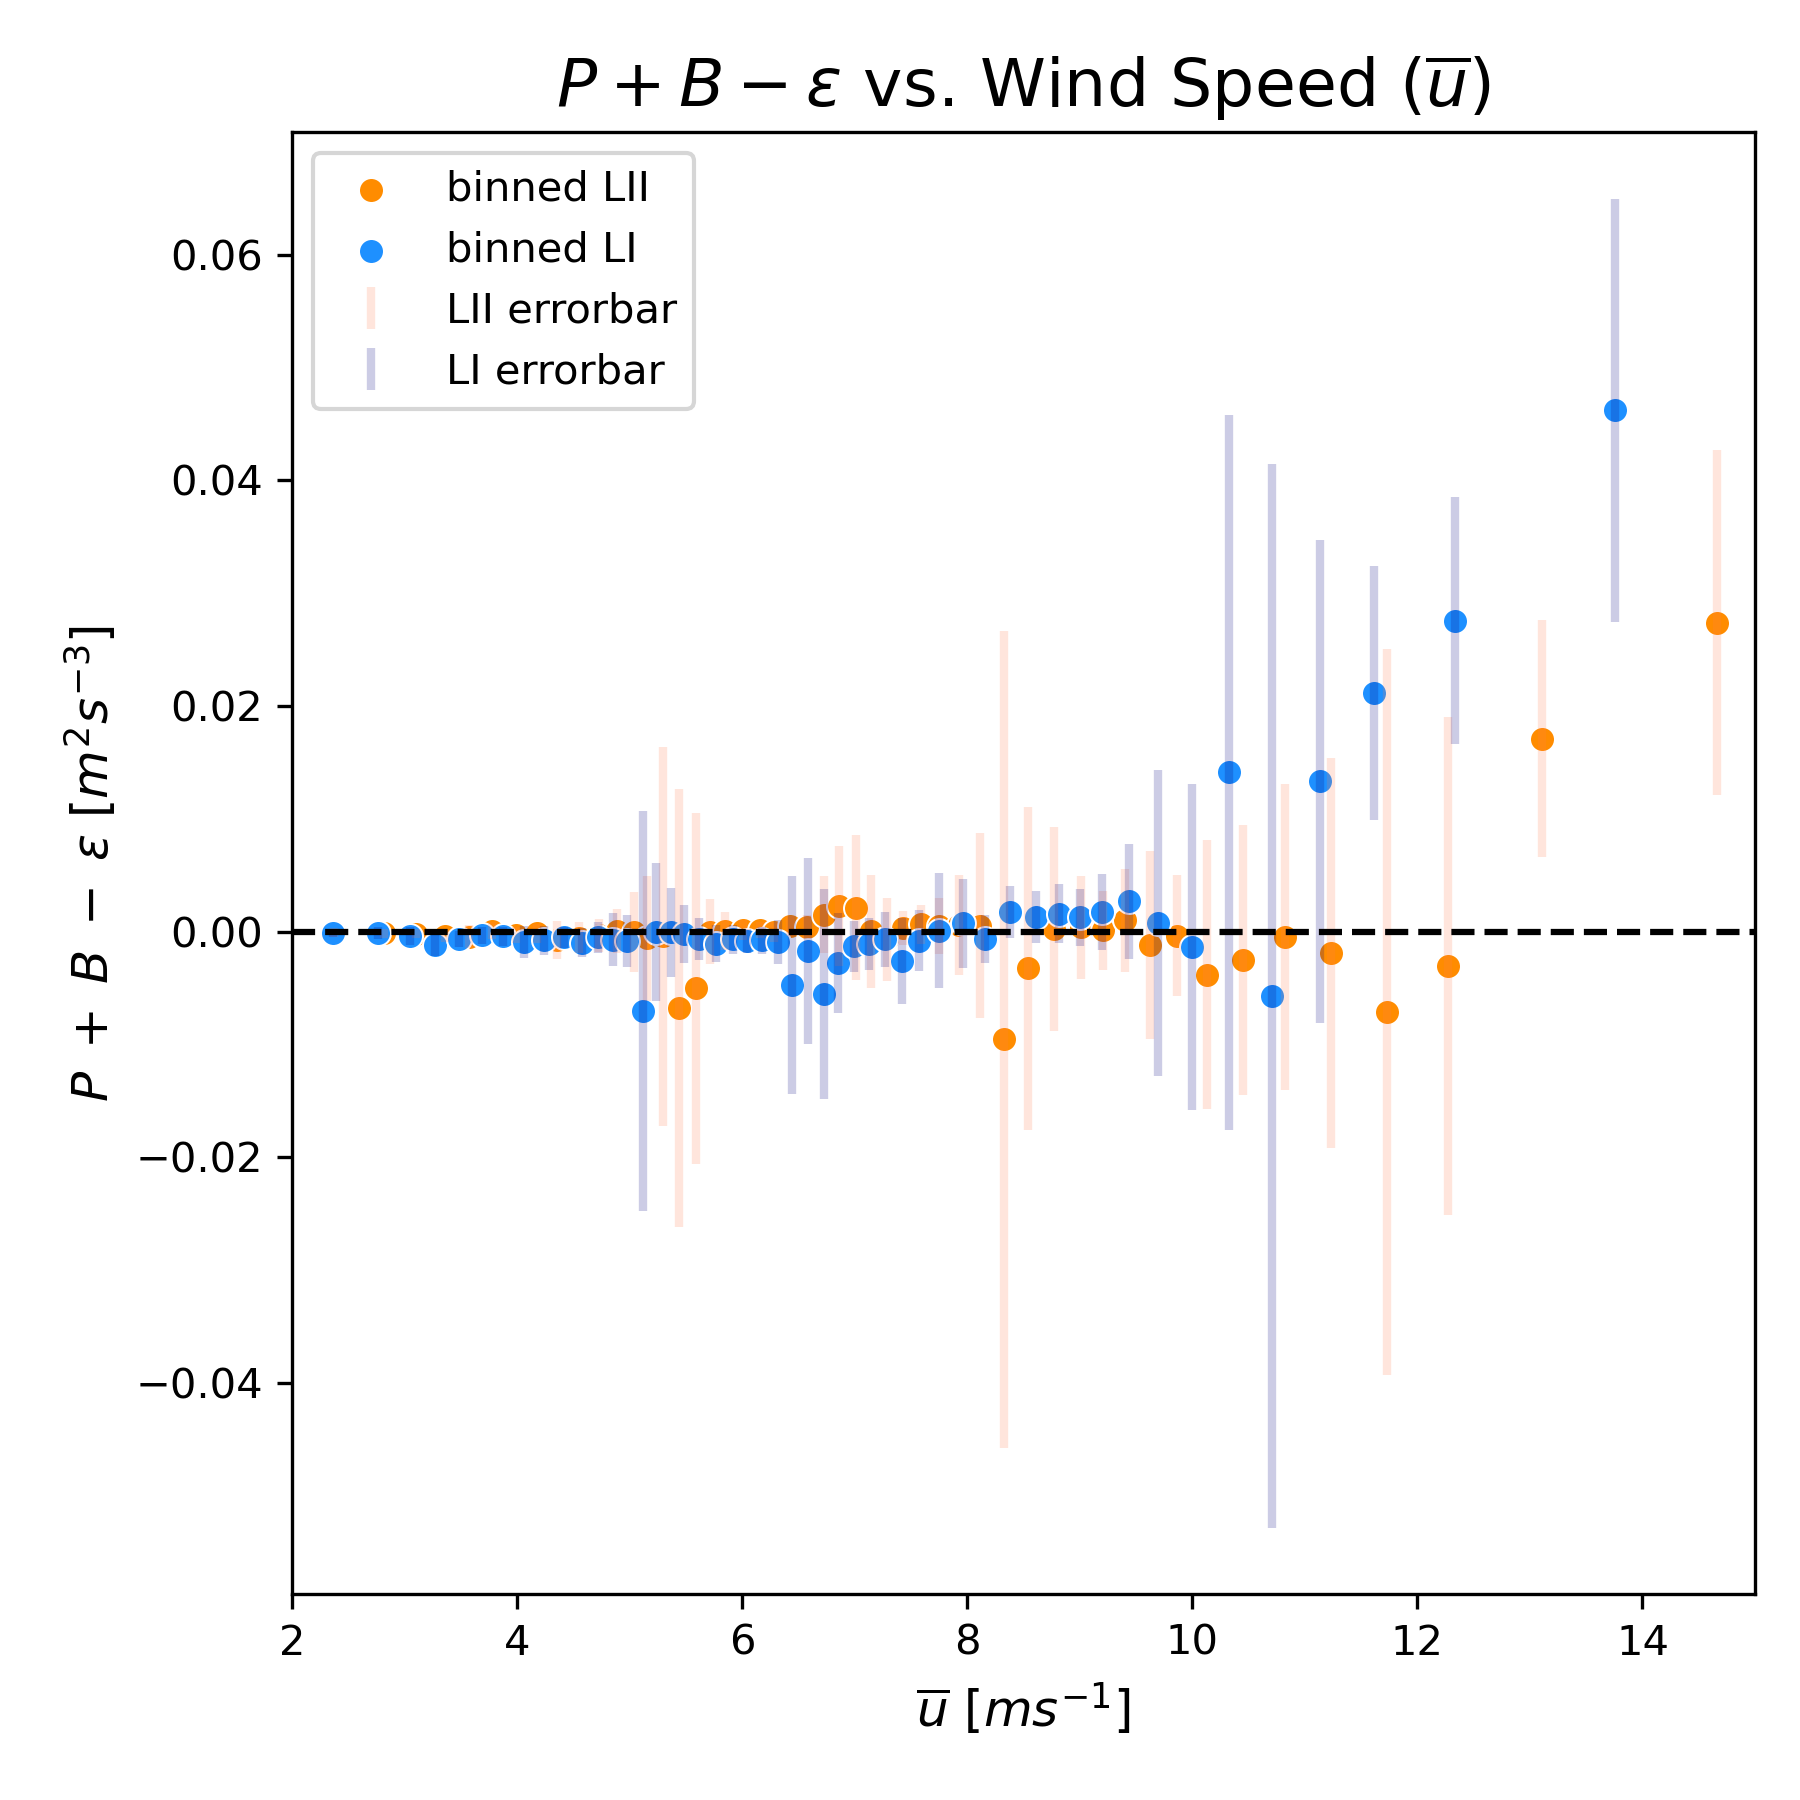 P + B − ε vs. Wind Speed (u̅)
binned LII
binned LI
LII errorbar
LI errorbar
P + B − ε [m²s⁻³]
0.06
0.04
0.02
0.00
−0.02
−0.04
2 4 6 8 10 12 14
u̅ [ms⁻¹]